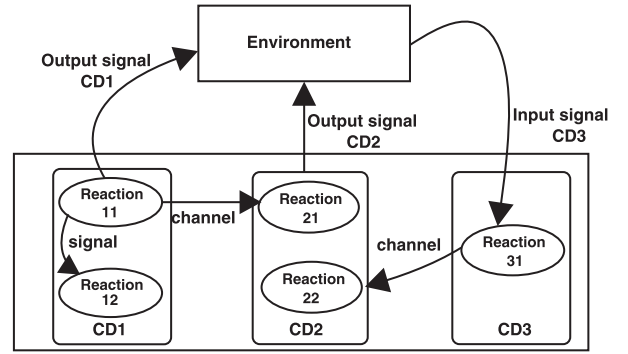 Environment
Output signal
CD1
Output signal
CD2
Input signal
CD3
Reaction
11
channel
Reaction
21
signal
channel
Reaction
31
Reaction
12
Reaction
22
CD1
CD2
CD3